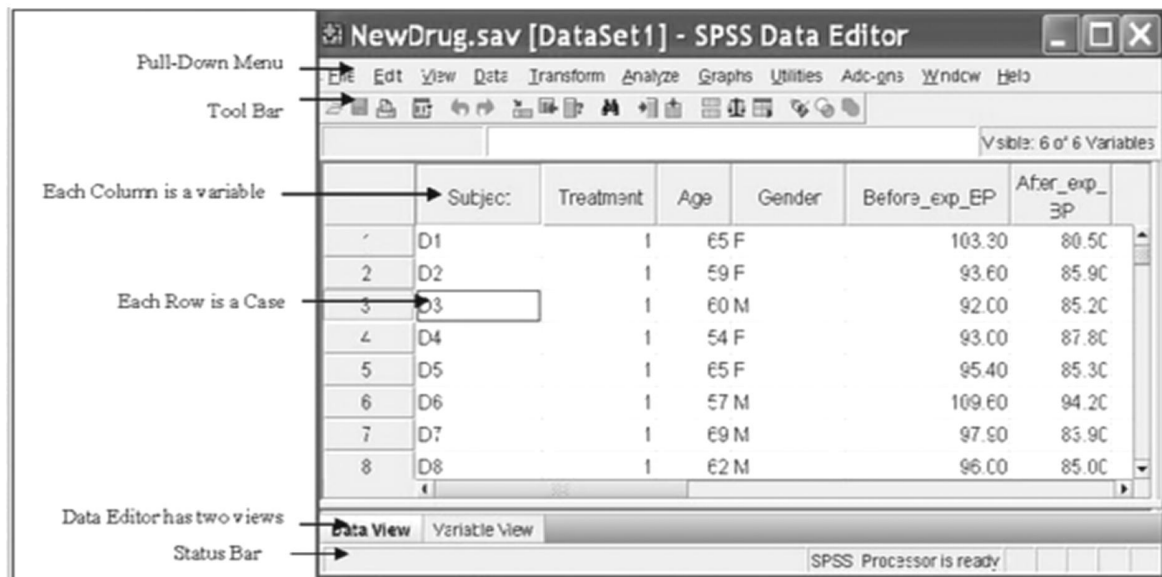 NewDrug.sav [DataSet1] - SPSS Data Editor
Pull-Down Menu
File Edit View Data Transform Analyze Graphs Utilities Add-ons Window Help
Tool Bar
Visible: 6 of 6 Variables
Each Column is a variable
Subject Treatment Age Gender Before_exp_BP After_exp_BP
1 D1 1 65 F 103.30 80.50
2 D2 1 59 F 93.60 85.90
Each Row is a Case
3 D3 1 60 M 92.00 85.20
4 D4 1 54 F 93.00 87.80
5 D5 1 65 F 95.40 85.30
6 D6 1 57 M 109.60 94.20
7 D7 1 69 M 97.90 83.90
8 D8 1 62 M 96.00 85.00
Data Editor has two views
Data View Variable View
Status Bar
SPSS Processor is ready